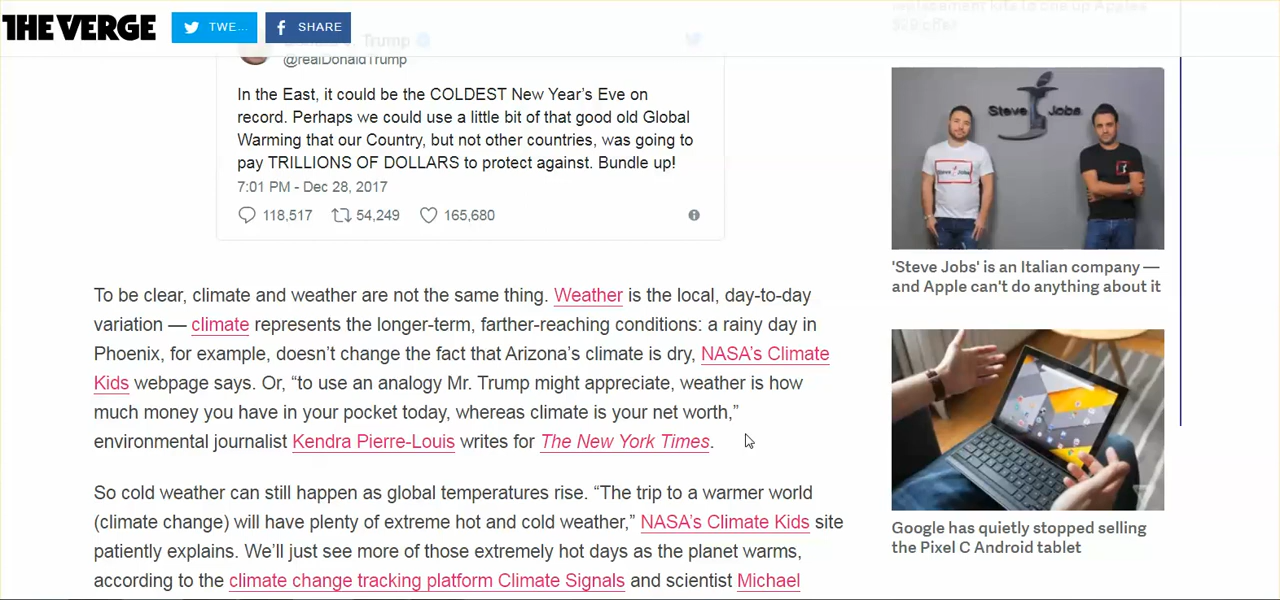 THE VERGE
TWE...
SHARE
Trump
@realDonaldTrump
In the East, it could be the COLDEST New Year’s Eve on
record. Perhaps we could use a little bit of that good old Global
Warming that our Country, but not other countries, was going to
pay TRILLIONS OF DOLLARS to protect against. Bundle up!
7:01 PM - Dec 28, 2017
118,517 54,249 165,680
To be clear, climate and weather are not the same thing. Weather is the local, day-to-day
variation — climate represents the longer-term, farther-reaching conditions: a rainy day in
Phoenix, for example, doesn’t change the fact that Arizona’s climate is dry, NASA’s Climate
Kids webpage says. Or, “to use an analogy Mr. Trump might appreciate, weather is how
much money you have in your pocket today, whereas climate is your net worth,”
environmental journalist Kendra Pierre-Louis writes for The New York Times.
So cold weather can still happen as global temperatures rise. “The trip to a warmer world
(climate change) will have plenty of extreme hot and cold weather,” NASA’s Climate Kids site
patiently explains. We’ll just see more of those extremely hot days as the planet warms,
according to the climate change tracking platform Climate Signals and scientist Michael
replacement kits to one up Apple's
$29 offer
Steve Jobs
Steve Jobs
'Steve Jobs' is an Italian company —
and Apple can't do anything about it
Google has quietly stopped selling
the Pixel C Android tablet